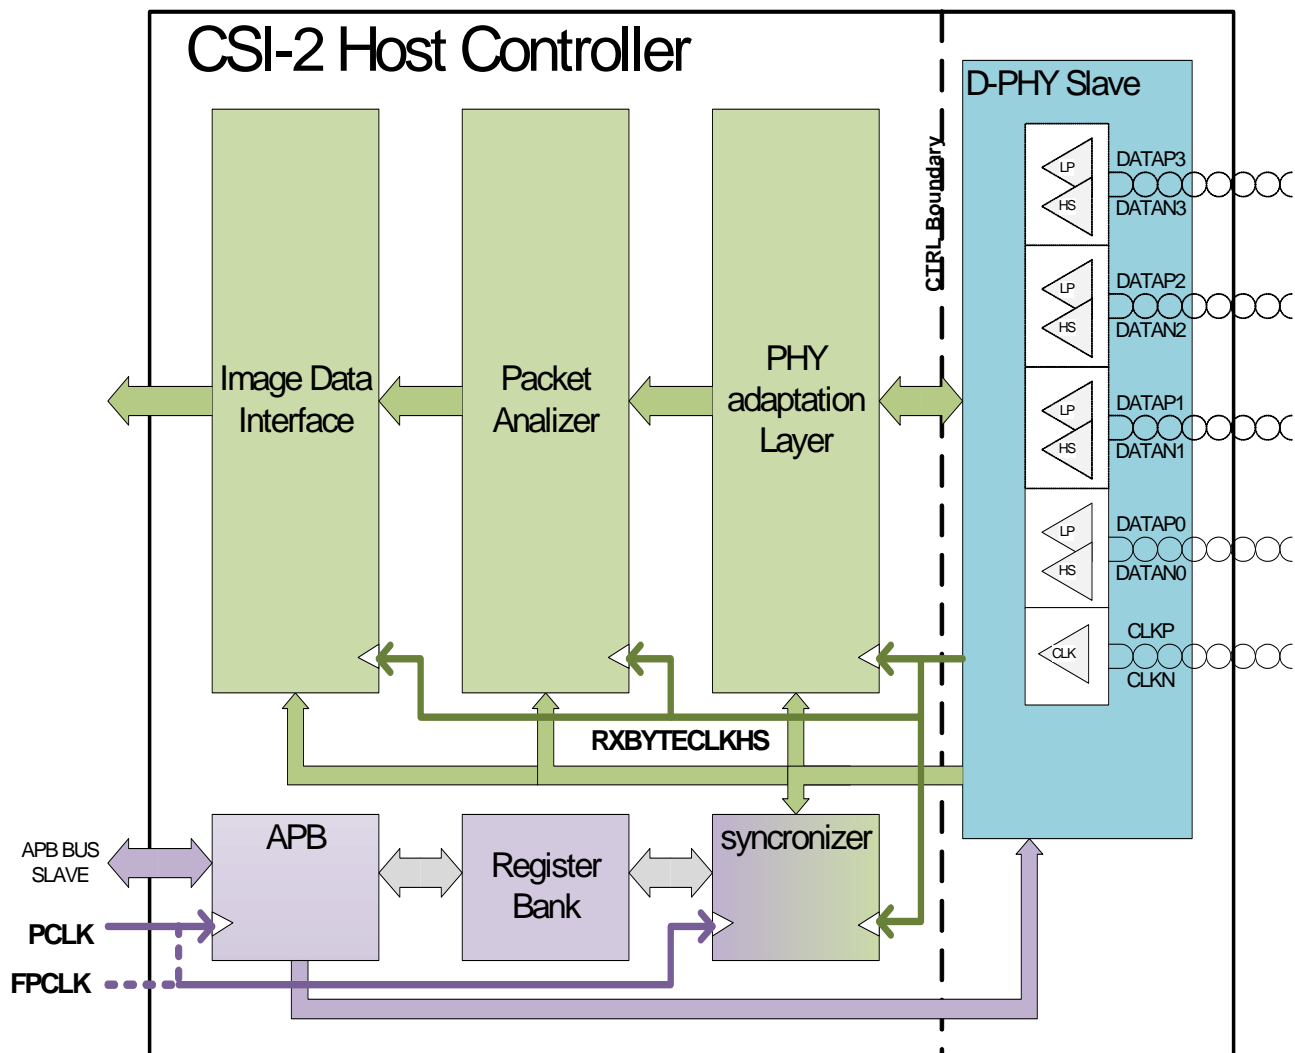 CSI-2 Host Controller
D-PHY Slave
CTRL Boundary
LP
HS
DATAP3
DATAN3
LP
HS
DATAP2
DATAN2
Image Data
Interface
Packet
Analizer
PHY
adaptation
Layer
LP
HS
DATAP1
DATAN1
LP
HS
DATAP0
DATAN0
CLK
CLKP
CLKN
RXBYTECLKHS
APB BUS
SLAVE
APB
Register
Bank
syncronizer
PCLK
FPCLK